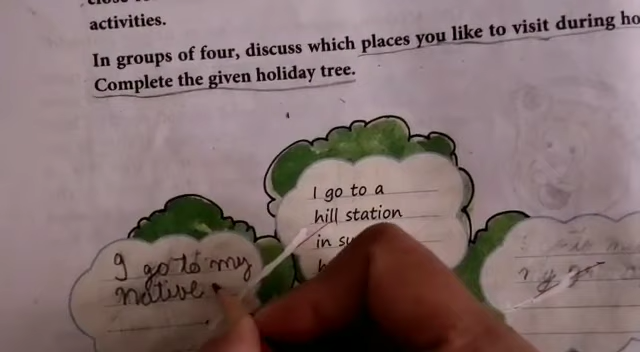 activities.
In groups of four, discuss which places you like to visit during
Complete the given holiday tree.
I go to a
hill station
in
I go to my
native